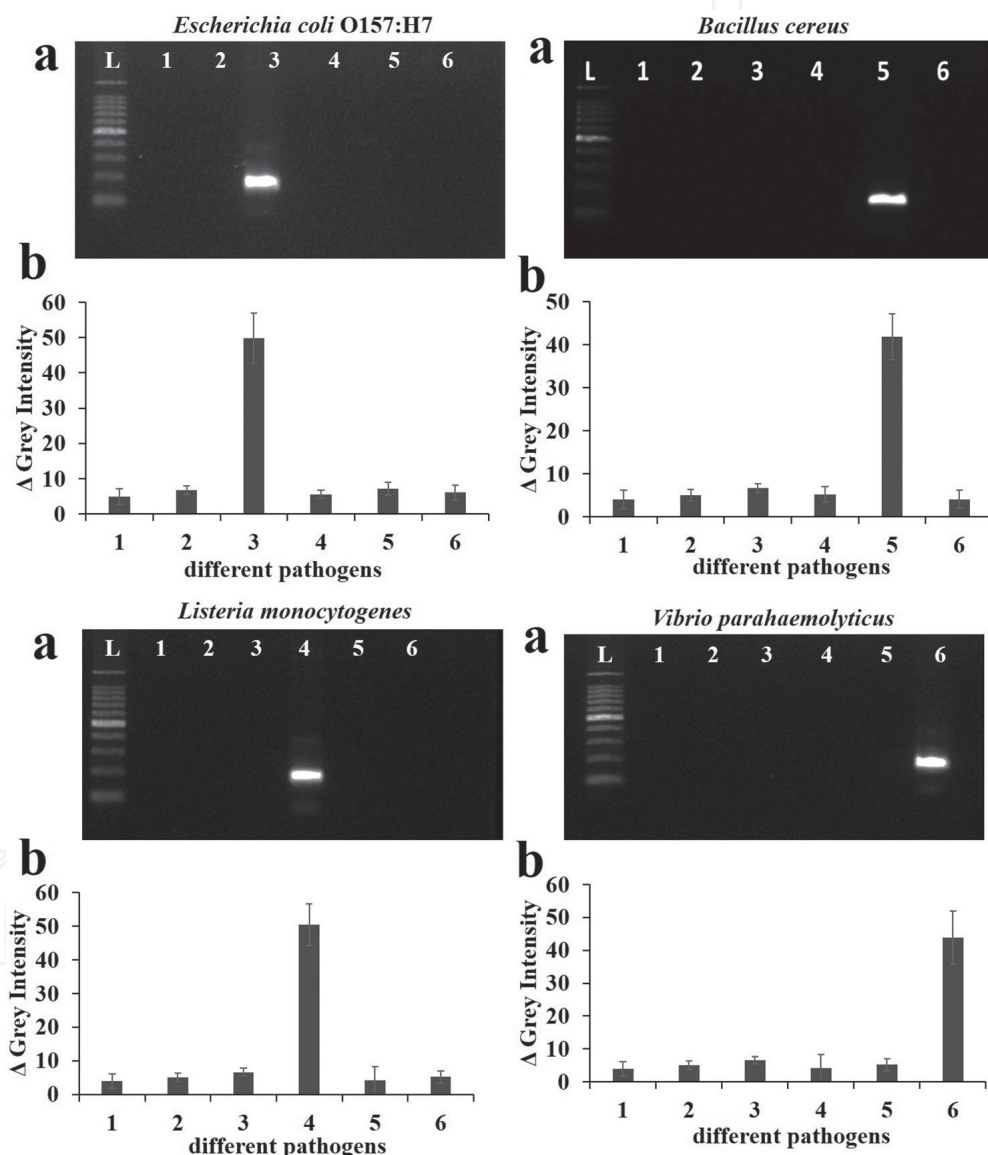 Escherichia coli O157:H7
a
L 1 2 3 4 5 6
b
Δ Grey Intensity
60
50
40
30
20
10
0
1 2 3 4 5 6
different pathogens
Bacillus cereus
a
L 1 2 3 4 5 6
b
Δ Grey Intensity
50
40
30
20
10
0
1 2 3 4 5 6
different pathogens
Listeria monocytogenes
a
L 1 2 3 4 5 6
b
Δ Grey Intensity
60
50
40
30
20
10
0
1 2 3 4 5 6
different pathogens
Vibrio parahaemolyticus
a
L 1 2 3 4 5 6
b
Δ Grey Intensity
60
50
40
30
20
10
0
1 2 3 4 5 6
different pathogens